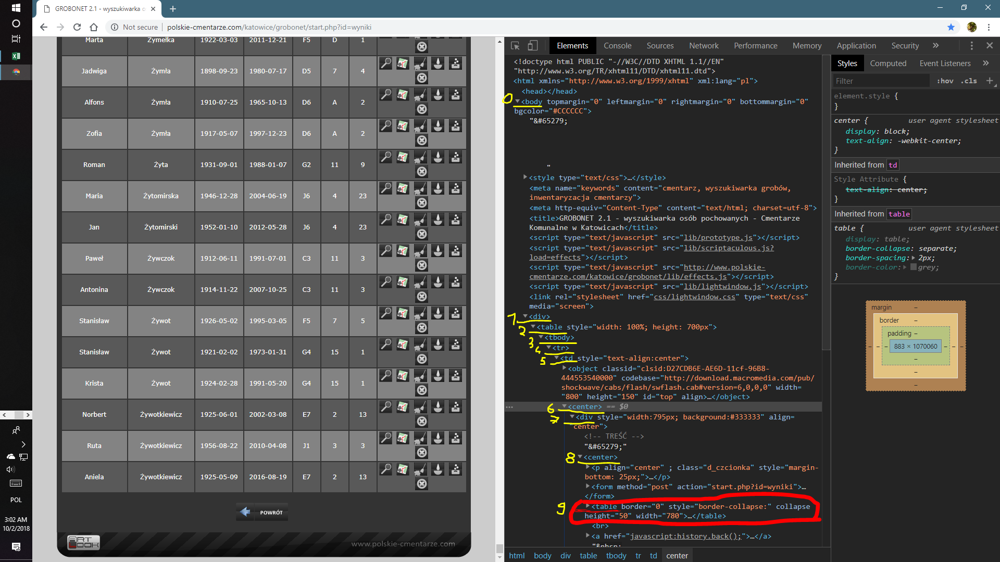 GROBONET 2.1 - wyszukiwarka o
Not secure
polskie-cmentarze.com/katowice/grobonet/start.php?id=wyniki
Marta Zymełka 1922-03-03 2011-12-21 F5 D 1
Jadwiga Żymła 1898-09-23 1980-07-17 D5 7 4
Alfons Żymła 1910-07-25 1965-10-13 D6 A 2
Zofia Żymła 1917-05-07 1997-12-23 D6 A 2
Roman Żyta 1931-09-01 1988-01-07 G2 11 9
Maria Żytomirska 1946-12-28 2004-06-19 J6 4 23
Jan Żytomirski 1952-01-10 2012-05-28 J6 4 23
Paweł Żywczok 1912-06-11 1991-07-01 C3 11 3
Antonina Żywczok 1914-11-22 2007-10-25 C3 11 3
Stanisław Żywot 1926-05-02 1995-03-05 F5 7 5
Stanisław Żywot 1921-02-02 1973-01-31 G4 15 1
Krista Żywot 1924-02-28 1991-05-20 G4 15 1
Norbert Żywotkiewicz 1925-06-01 2002-03-08 E7 2 13
Ruta Żywotkiewicz 1956-08-22 2010-04-08 J1 3 3
Aniela Żywotkiewicz 1925-05-09 2016-08-19 E7 2 13
POWRÓT
ART LOOK
www.polskie-cmentarze.com
POL
3:02 AM
10/2/2018
Elements Console Sources Network Performance Memory Application Security
<!doctype html PUBLIC "-//W3C//DTD XHTML 1.1//EN"
"http://www.w3.org/TR/xhtml11/DTD/xhtml11.dtd">
<html xmlns="http://www.w3.org/1999/xhtml" xml:lang="pl">
<head></head>
0 <body topmargin="0" leftmargin="0" rightmargin="0" bottommargin="0"
bgcolor="#CCCCCC">
"&#65279;
"
<style type="text/css">…</style>
<meta name="keywords" content="cmentarz, wyszukiwarka grobów,
inwentaryzacja cmentarzy">
<meta http-equiv="Content-Type" content="text/html; charset=utf-8">
<title>GROBONET 2.1 - wyszukiwarka osób pochowanych - Cmentarze
Komunalne w Katowicach</title>
<script type="text/javascript" src="lib/prototype.js"></script>
<script type="text/javascript" src="lib/scriptaculous.js?
load=effects"></script>
<script type="text/javascript" src="http://www.polskie-
cmentarze.com/katowice/grobonet/lib/effects.js"></script>
<script type="text/javascript" src="lib/lightwindow.js"></script>
<link rel="stylesheet" href="css/lightwindow.css" type="text/css"
media="screen">
1 <div>
2 <table style="width: 100%; height: 700px">
3 <tbody>
4 <tr>
5 <td style="text-align:center">
<object classid="clsid:D27CDB6E-AE6D-11cf-96B8-
444553540000" codebase="http://download.macromedia.com/pub/
shockwave/cabs/flash/swflash.cab#version=6,0,0,0" width=
"800" height="150" id="top" align>…</object>
6 <center> == $0
7 <div style="width:795px; background:#333333" align=
"center">
<!-- TREŚĆ -->
"&#65279;"
8 <center>
<p align="center" ; class="d_czcionka" style="margin-
bottom: 25px;">…</p>
<form method="post" action="start.php?id=wyniki">…
</form>
9 <table border="0" style="border-collapse:" collapse
height="50" width="780">…</table>
<br>
<a href="javascript:history.back();">…</a>
"&nbsp;
html body div table tbody tr td center
Styles Computed Event Listeners
Filter :hov .cls
element.style {
}
center { user agent stylesheet
display: block;
text-align: -webkit-center;
}
Inherited from td
Style Attribute {
text-align: center;
}
Inherited from table
table { user agent stylesheet
display: table;
border-collapse: separate;
border-spacing: 2px;
border-color: grey;
}
margin –
border –
padding –
– – – 883 × 1070060 – – –
–
–
–